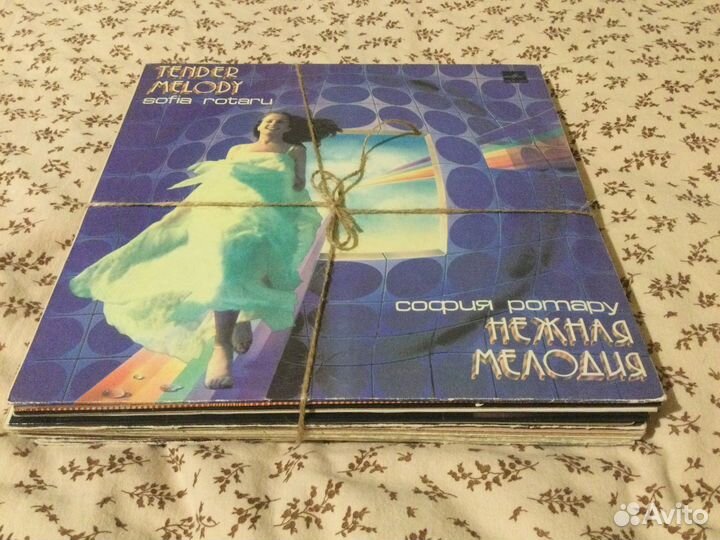 TENDER
MELODY
sofia rotaru
СОФИЯ РОТАРУ
НЕЖНАЯ
МЕЛОДИЯ
Avito